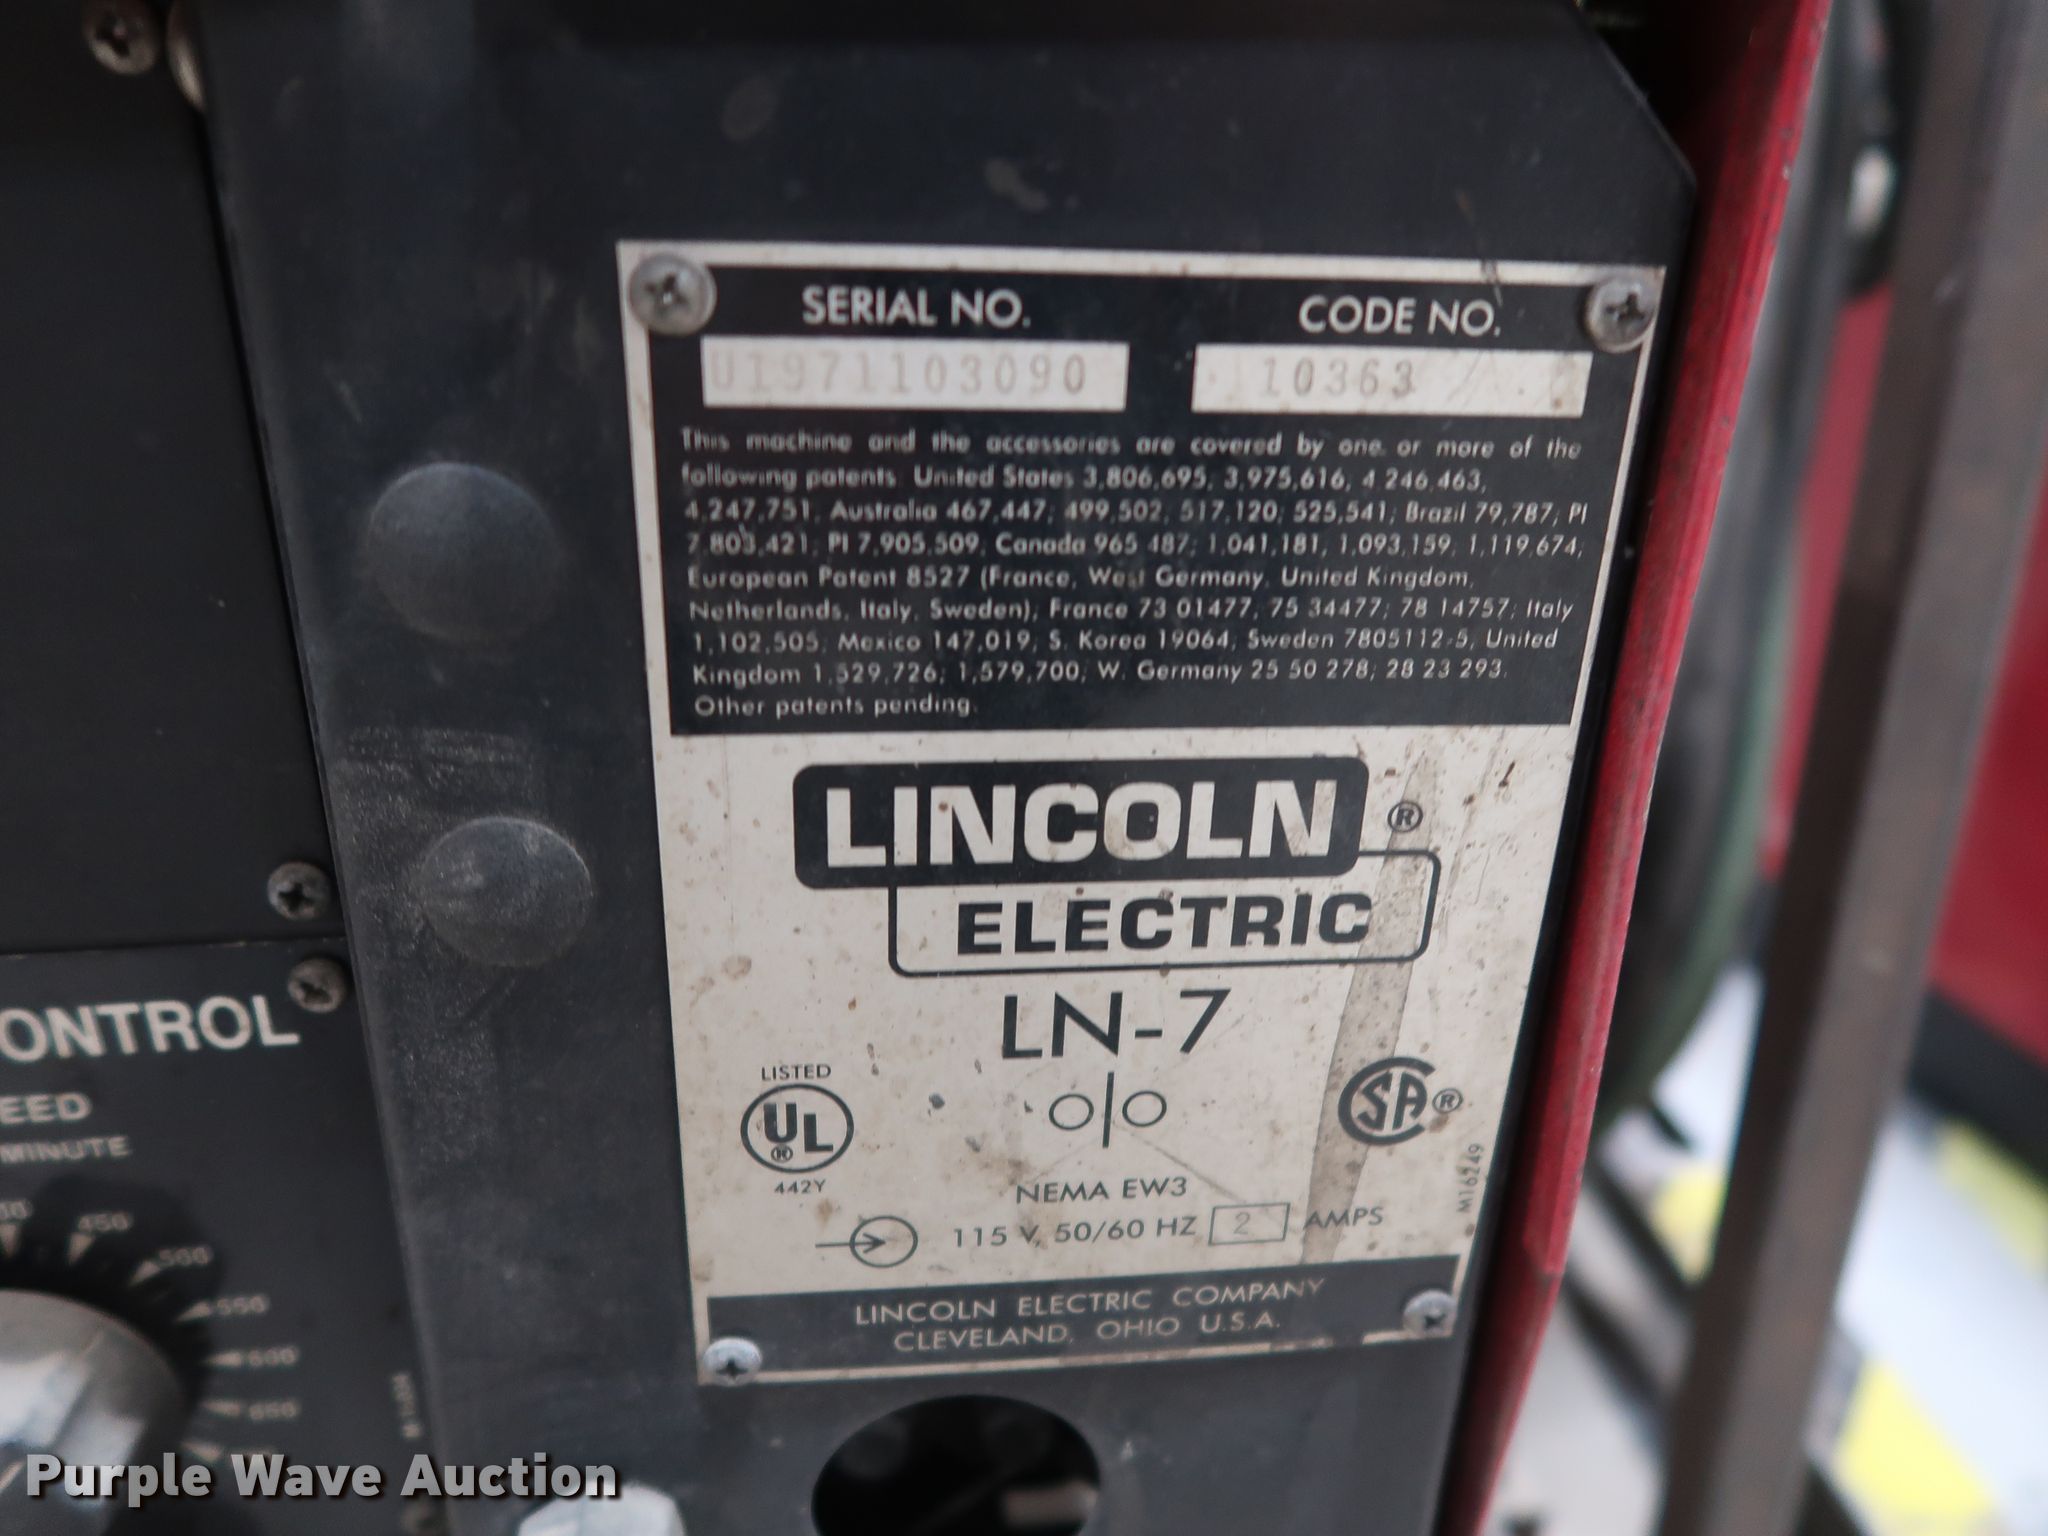 SERIAL NO. CODE NO.
U1971103090 10363
This machine and the accessories are covered by one or more of the
following patents: United States 3,806,695; 3,975,616, 4,246,463,
4,247,751, Australia 467,447; 499,502, 517,120; 525,541; Brazil 79,787; PI
7,803,421; PI 7,905,509; Canada 965 487; 1,041,181, 1,093,159, 1,119,674;
European Patent 8527 (France, West Germany, United Kingdom,
Netherlands, Italy, Sweden), France 73 01477, 75 34477; 78 14757; Italy
1,102,505; Mexico 147,019; S. Korea 19064; Sweden 7805112-5, United
Kingdom 1,529,726; 1,579,700; W. Germany 25 50 278; 28 23 293.
Other patents pending.
LINCOLN ®
ELECTRIC
LN-7
LISTED
UL ®
442Y
SA ®
NEMA EW3
115 V, 50/60 HZ 2 AMPS
M16249
LINCOLN ELECTRIC COMPANY
CLEVELAND, OHIO U.S.A.
ONTROL
EED
MINUTE
450
500
550
600
650
Purple Wave Auction